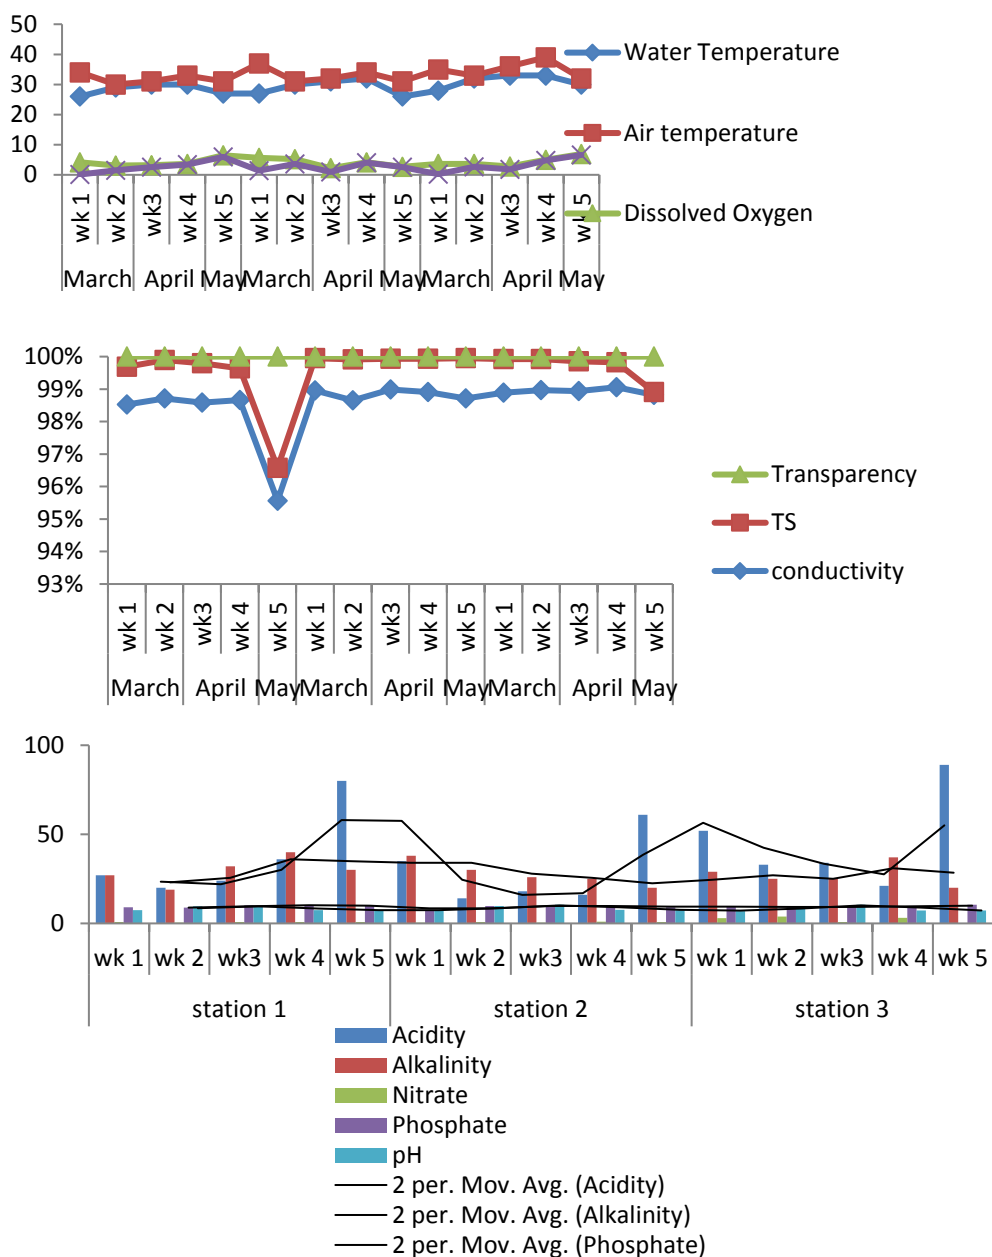 50
40
30
20
10
0
Water Temperature
Air temperature
Dissolved Oxygen
wk 1 wk 2 wk3 wk 4 wk 5 wk 1 wk 2 wk3 wk 4 wk 5 wk 1 wk 2 wk3 wk 4 wk 5
March April May March April May March April May
100%
99%
98%
97%
96%
95%
94%
93%
Transparency
TS
conductivity
wk 1 wk 2 wk3 wk 4 wk 5 wk 1 wk 2 wk3 wk 4 wk 5 wk 1 wk 2 wk3 wk 4 wk 5
March April May March April May March April May
100
50
0
wk 1 wk 2 wk3 wk 4 wk 5 wk 1 wk 2 wk3 wk 4 wk 5 wk 1 wk 2 wk3 wk 4 wk 5
station 1 station 2 station 3
Acidity
Alkalinity
Nitrate
Phosphate
pH
2 per. Mov. Avg. (Acidity)
2 per. Mov. Avg. (Alkalinity)
2 per. Mov. Avg. (Phosphate)